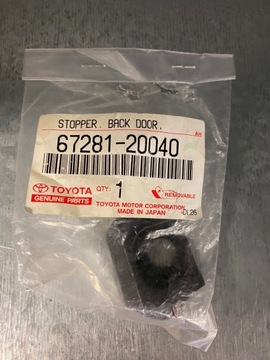 STOPPER. BACK DOOR.
67281-20040
TOYOTA
GENUINE PARTS
QTY:
1
REMOVABLE
TOYOTA MOTOR CORPORATION
MADE IN JAPAN